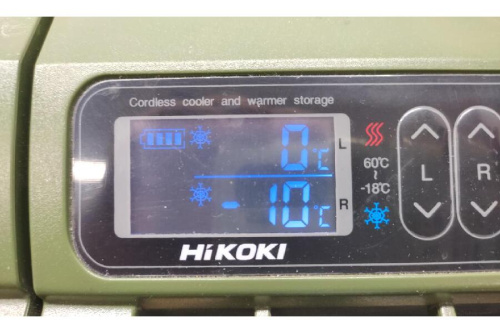 Cordless cooler and warmer storage
0℃ L
-10℃ R
60℃
~
-18℃
L
R
HiKOKI